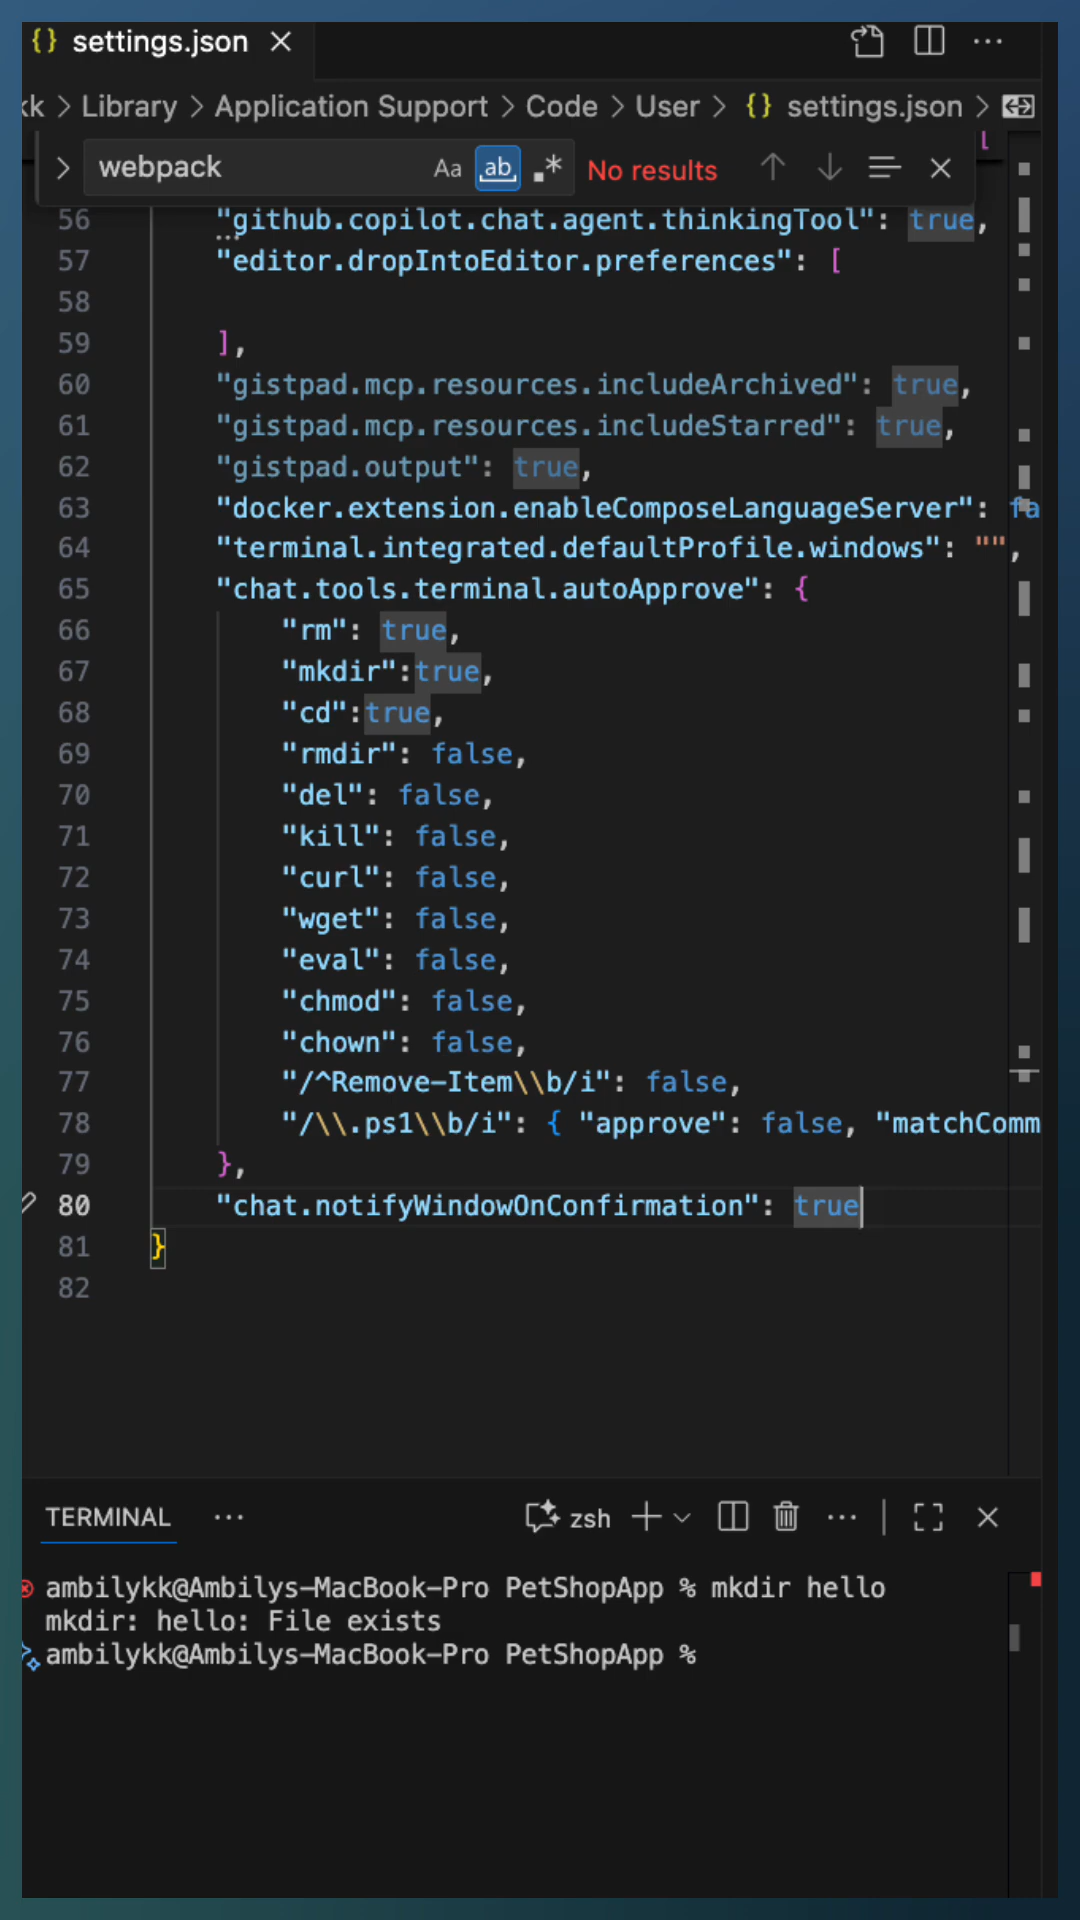 {} settings.json
kk > Library > Application Support > Code > User > {} settings.json >
webpack Aa ab .* No results
[
56 "github.copilot.chat.agent.thinkingTool": true,
57 "editor.dropIntoEditor.preferences": [
58
59 ],
60 "gistpad.mcp.resources.includeArchived": true,
61 "gistpad.mcp.resources.includeStarred": true,
62 "gistpad.output": true,
63 "docker.extension.enableComposeLanguageServer": fa
64 "terminal.integrated.defaultProfile.windows": "",
65 "chat.tools.terminal.autoApprove": {
66 "rm": true,
67 "mkdir":true,
68 "cd":true,
69 "rmdir": false,
70 "del": false,
71 "kill": false,
72 "curl": false,
73 "wget": false,
74 "eval": false,
75 "chmod": false,
76 "chown": false,
77 "/^Remove-Item\\b/i": false,
78 "/\\.ps1\\b/i": { "approve": false, "matchComm
79 },
80 "chat.notifyWindowOnConfirmation": true
81 }
82
TERMINAL ... zsh
ambilykk@Ambilys-MacBook-Pro PetShopApp % mkdir hello
mkdir: hello: File exists
ambilykk@Ambilys-MacBook-Pro PetShopApp %